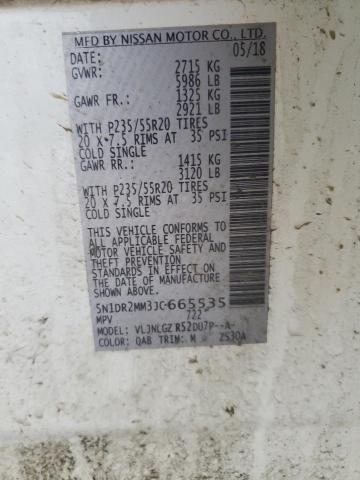 MFD BY NISSAN MOTOR CO., LTD.
DATE: 05/18
GVWR: 2715 KG
5986 LB
GAWR FR.: 1325 KG
2921 LB
WITH P235/55R20 TIRES
20 X 7.5 RIMS AT 35 PSI
COLD SINGLE
GAWR RR.: 1415 KG
3120 LB
WITH P235/55R20 TIRES
20 X 7.5 RIMS AT 35 PSI
COLD SINGLE
THIS VEHICLE CONFORMS TO
ALL APPLICABLE FEDERAL
MOTOR VEHICLE SAFETY AND
THEFT PREVENTION
STANDARDS IN EFFECT ON
THE DATE OF MFR SHOWN ABOVE.
5N1DR2MM3JC665535
MPV 722
MODEL: VLJNLGZ R52DU7P--A-
COLOR: QAB TRIM: M ZS30A